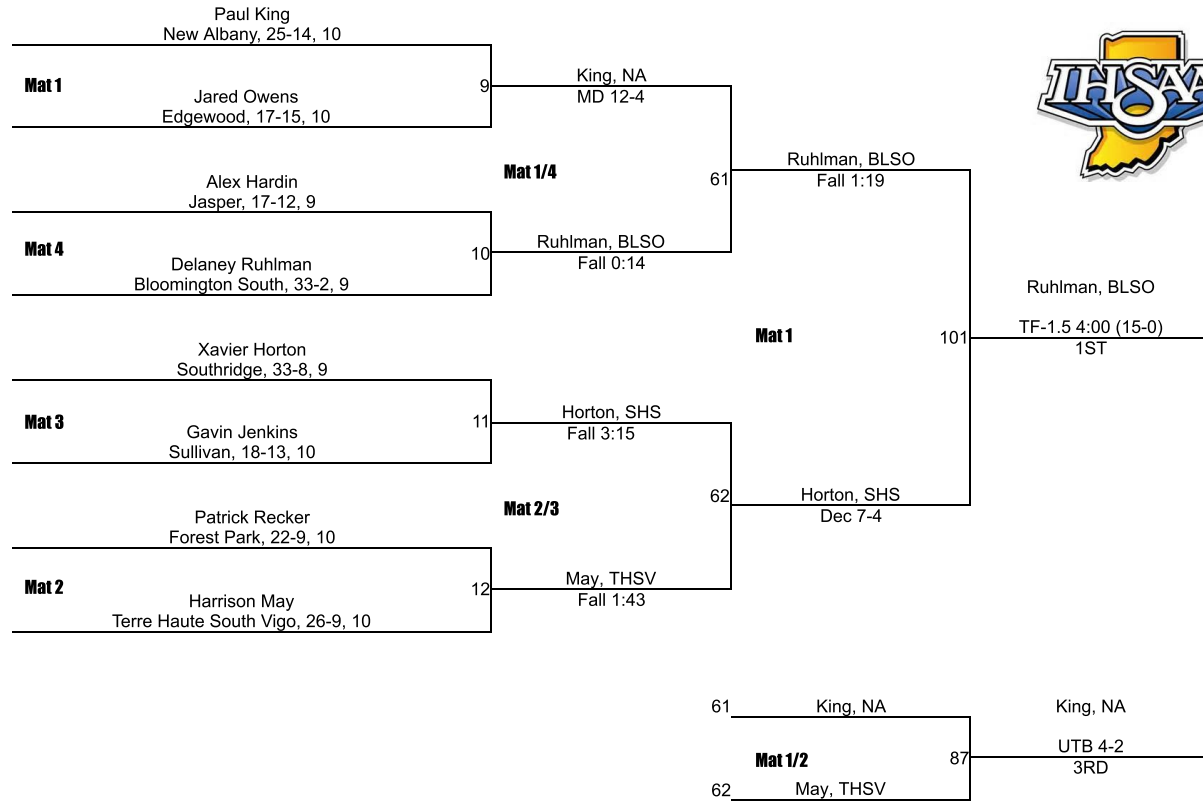 Paul King
New Albany, 25-14, 10
Mat 1
Jared Owens
Edgewood, 17-15, 10
9
King, NA
MD 12-4
Alex Hardin
Jasper, 17-12, 9
Mat 4
Delaney Ruhlman
Bloomington South, 33-2, 9
10
Ruhlman, BLSO
Fall 0:14
Mat 1/4
61
Ruhlman, BLSO
Fall 1:19
Xavier Horton
Southridge, 33-8, 9
Mat 3
Gavin Jenkins
Sullivan, 18-13, 10
11
Horton, SHS
Fall 3:15
Patrick Recker
Forest Park, 22-9, 10
Mat 2
Harrison May
Terre Haute South Vigo, 26-9, 10
12
May, THSV
Fall 1:43
Mat 2/3
62
Horton, SHS
Dec 7-4
Mat 1
101
Ruhlman, BLSO
TF-1.5 4:00 (15-0)
1ST
61
King, NA
Mat 1/2
62
May, THSV
87
King, NA
UTB 4-2
3RD
IHSAA